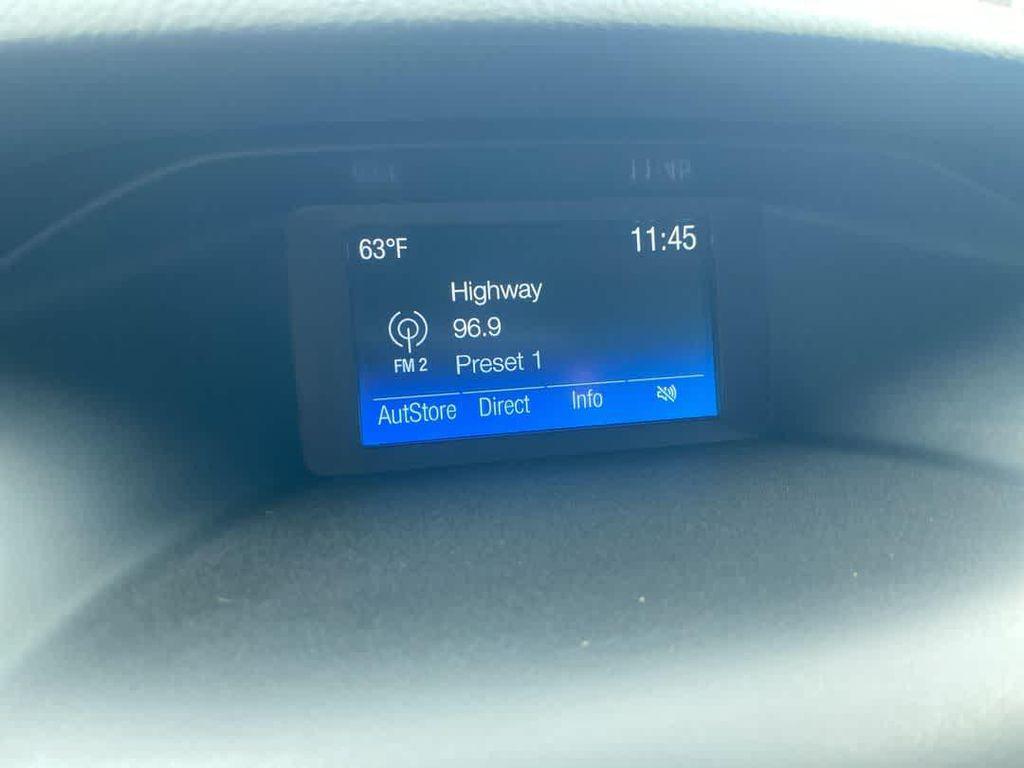 63°F 11:45
Highway
96.9
FM 2 Preset 1
AutStore Direct Info